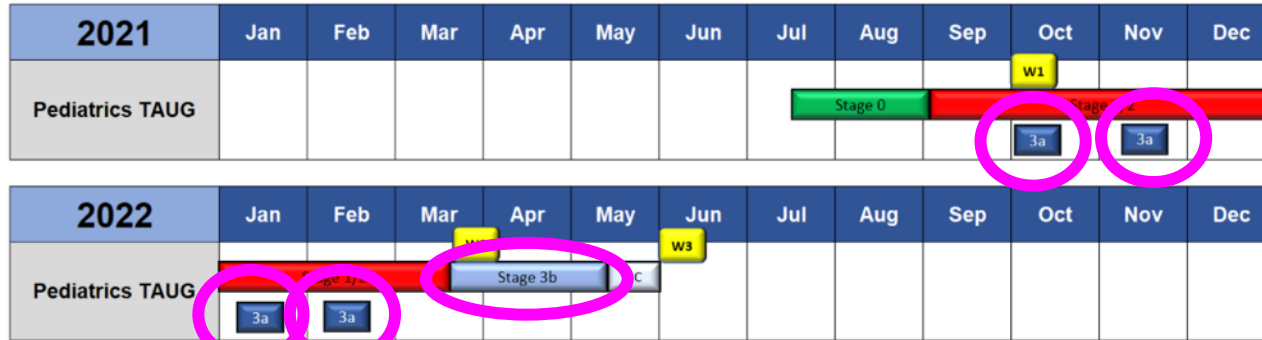 2021 Jan Feb Mar Apr May Jun Jul Aug Sep Oct Nov Dec
W1
Pediatrics TAUG Stage 0
3a 3a
2022 Jan Feb Mar Apr May Jun Jul Aug Sep Oct Nov Dec
W3
Pediatrics TAUG Stage 3b
3a 3a